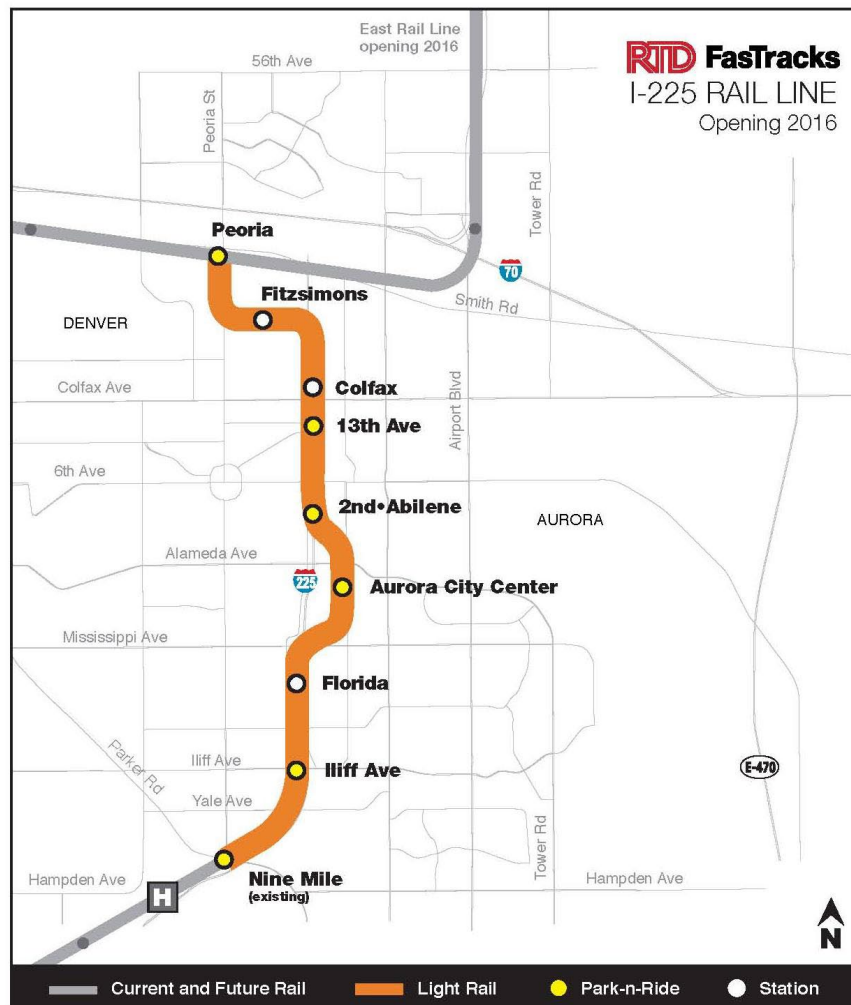 East Rail Line
opening 2016
RTD FasTracks
I-225 RAIL LINE
Opening 2016
56th Ave
Peoria St
Tower Rd
Peoria
70
Fitzsimons
Smith Rd
DENVER
Colfax Ave
Colfax
Airport Blvd
13th Ave
6th Ave
2nd•Abilene
AURORA
Alameda Ave
225
Aurora City Center
Mississippi Ave
Florida
Parker Rd
Iliff Ave
Iliff Ave
E-470
Yale Ave
Tower Rd
Hampden Ave
H
Nine Mile
(existing)
Hampden Ave
N
Current and Future Rail
Light Rail
Park-n-Ride
Station